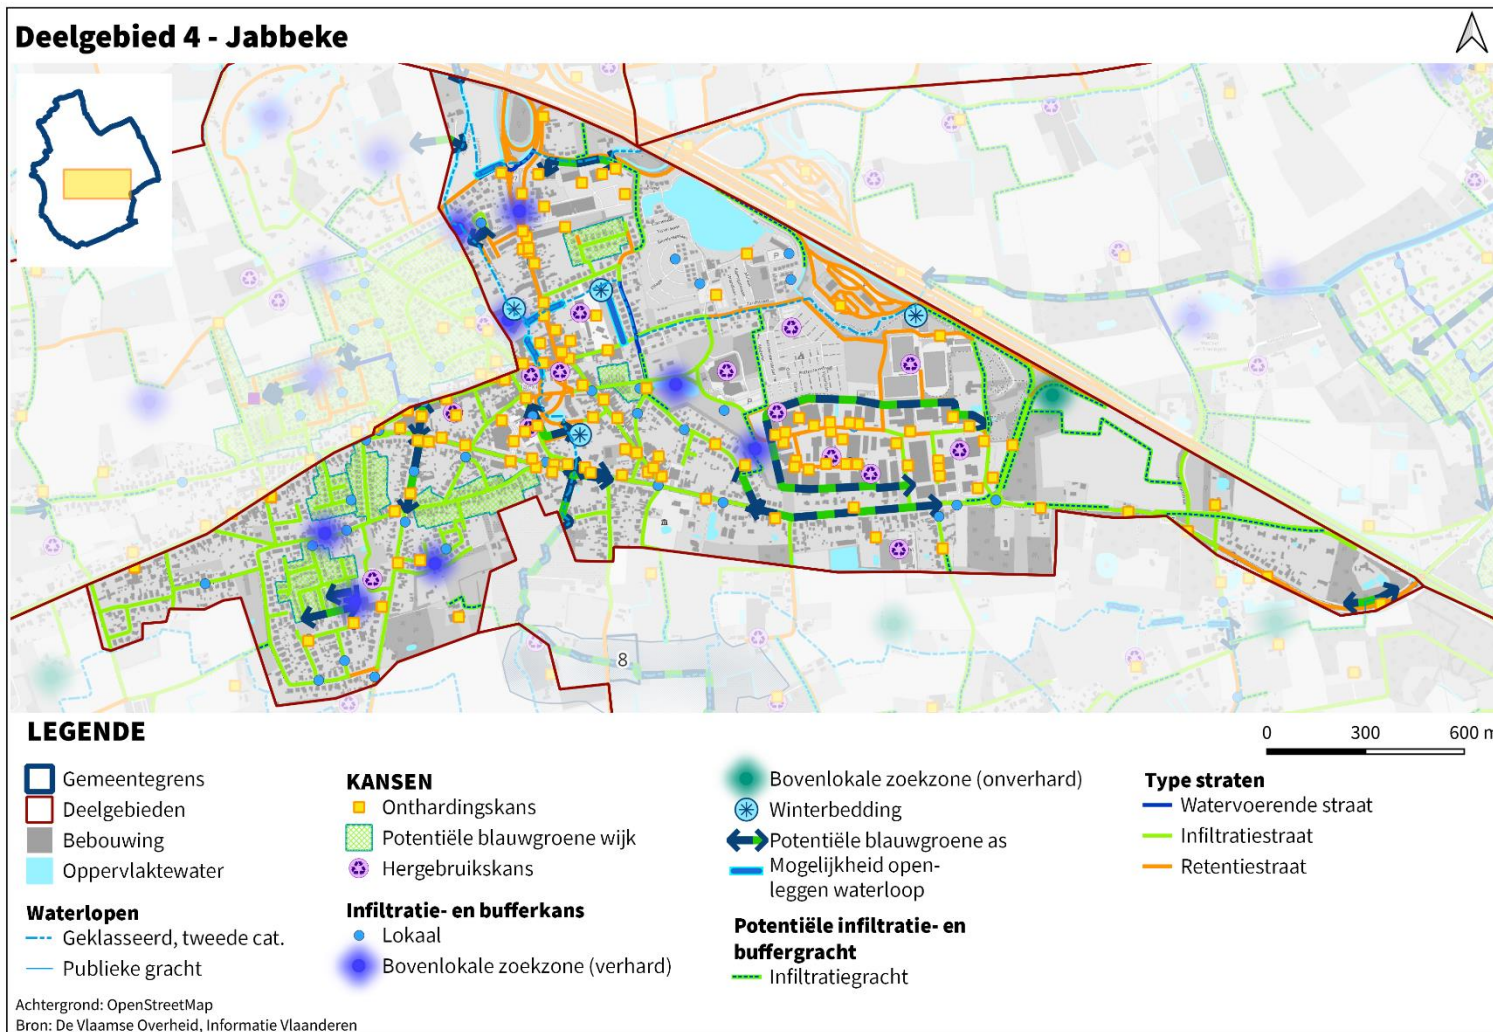 Deelgebied 4 - Jabbeke
8
LEGENDE
Gemeentegrens
Deelgebieden
Bebouwing
Oppervlaktewater
Waterlopen
Geklasseerd, tweede cat.
Publieke gracht
KANSEN
Onthardingskans
Potentiële blauwgroene wijk
Hergebruikskans
Infiltratie- en bufferkans
Lokaal
Bovenlokale zoekzone (verhard)
Bovenlokale zoekzone (onverhard)
Winterbedding
Potentiële blauwgroene as
Mogelijkheid open-
leggen waterloop
Potentiële infiltratie- en
buffergracht
Infiltratiegracht
0 300 600 m
Type straten
Watervoerende straat
Infiltratiestraat
Retentiestraat
Achtergrond: OpenStreetMap
Bron: De Vlaamse Overheid, Informatie Vlaanderen